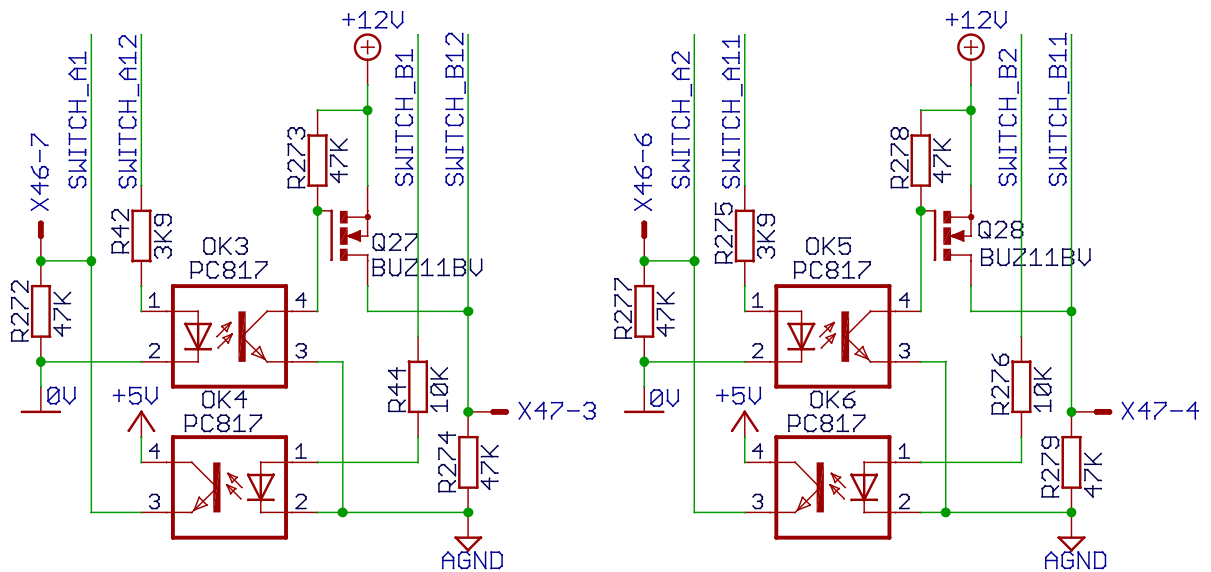 +12V
SWITCH_A1
SWITCH_A12
SWITCH_B1
SWITCH_B12
X46-7
R273
47K
R42
3K9
Q27
BUZ11BV
OK3
PC817
1
4
2
3
R272
47K
0V
+5V
OK4
PC817
4
1
3
2
R44
10K
X47-3
R274
47K
AGND
+12V
SWITCH_A2
SWITCH_A11
SWITCH_B2
SWITCH_B11
X46-6
R278
47K
R275
3K9
Q28
BUZ11BV
OK5
PC817
1
4
2
3
R277
47K
0V
+5V
OK6
PC817
4
1
3
2
R276
10K
X47-4
R279
47K
AGND